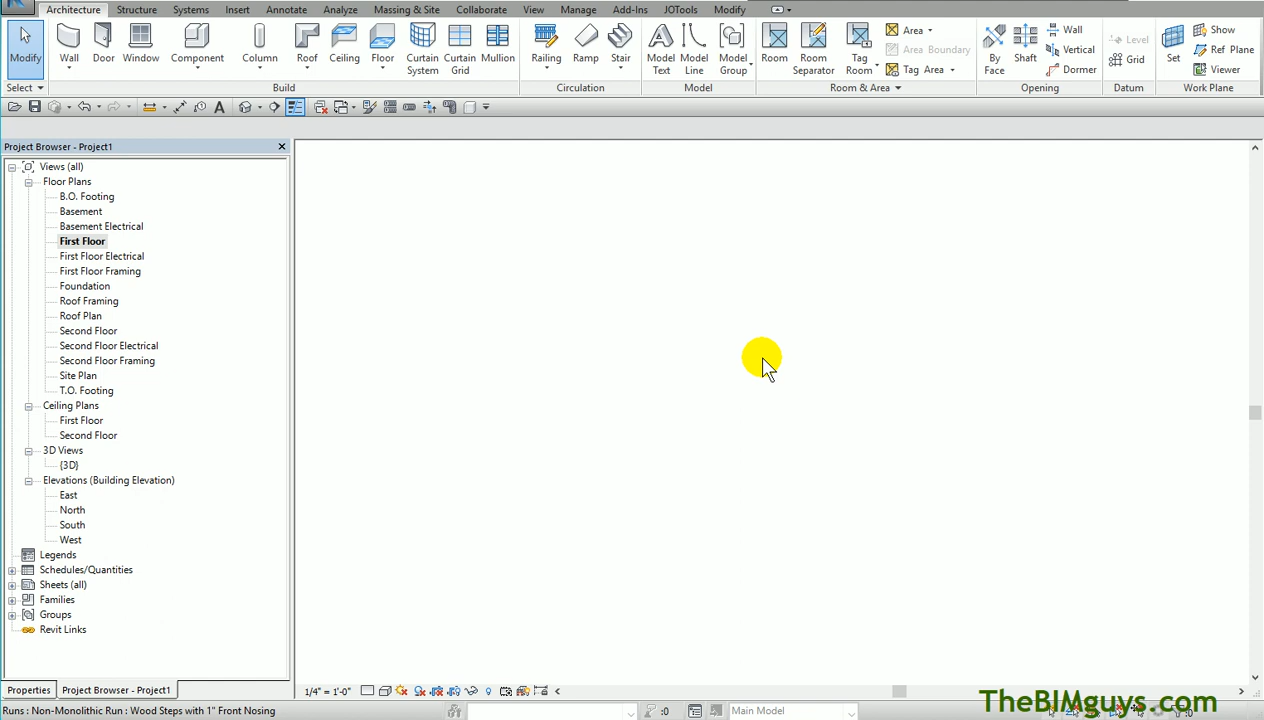 Architecture Structure Systems Insert Annotate Analyze Massing & Site Collaborate View Manage Add-Ins JOTools Modify
Modify Wall Door Window Component Column Roof Ceiling Floor Curtain System Curtain Grid Mullion Railing Ramp Stair Model Text Model Line Model Group Room Room Separator Tag Room Area Area Boundary Tag Area By Face Shaft Wall Vertical Dormer Level Grid Set Show Ref Plane Viewer
Select Build Circulation Model Room & Area Opening Datum Work Plane
Project Browser - Project1
Views (all)
Floor Plans
B.O. Footing
Basement
Basement Electrical
First Floor
First Floor Electrical
First Floor Framing
Foundation
Roof Framing
Roof Plan
Second Floor
Second Floor Electrical
Second Floor Framing
Site Plan
T.O. Footing
Ceiling Plans
First Floor
Second Floor
3D Views
{3D}
Elevations (Building Elevation)
East
North
South
West
Legends
Schedules/Quantities
Sheets (all)
Families
Groups
Revit Links
Properties Project Browser - Project1 1/4" = 1'-0"
Runs : Non-Monolithic Run : Wood Steps with 1" Front Nosing :0 Main Model :0
TheBIMguys.com